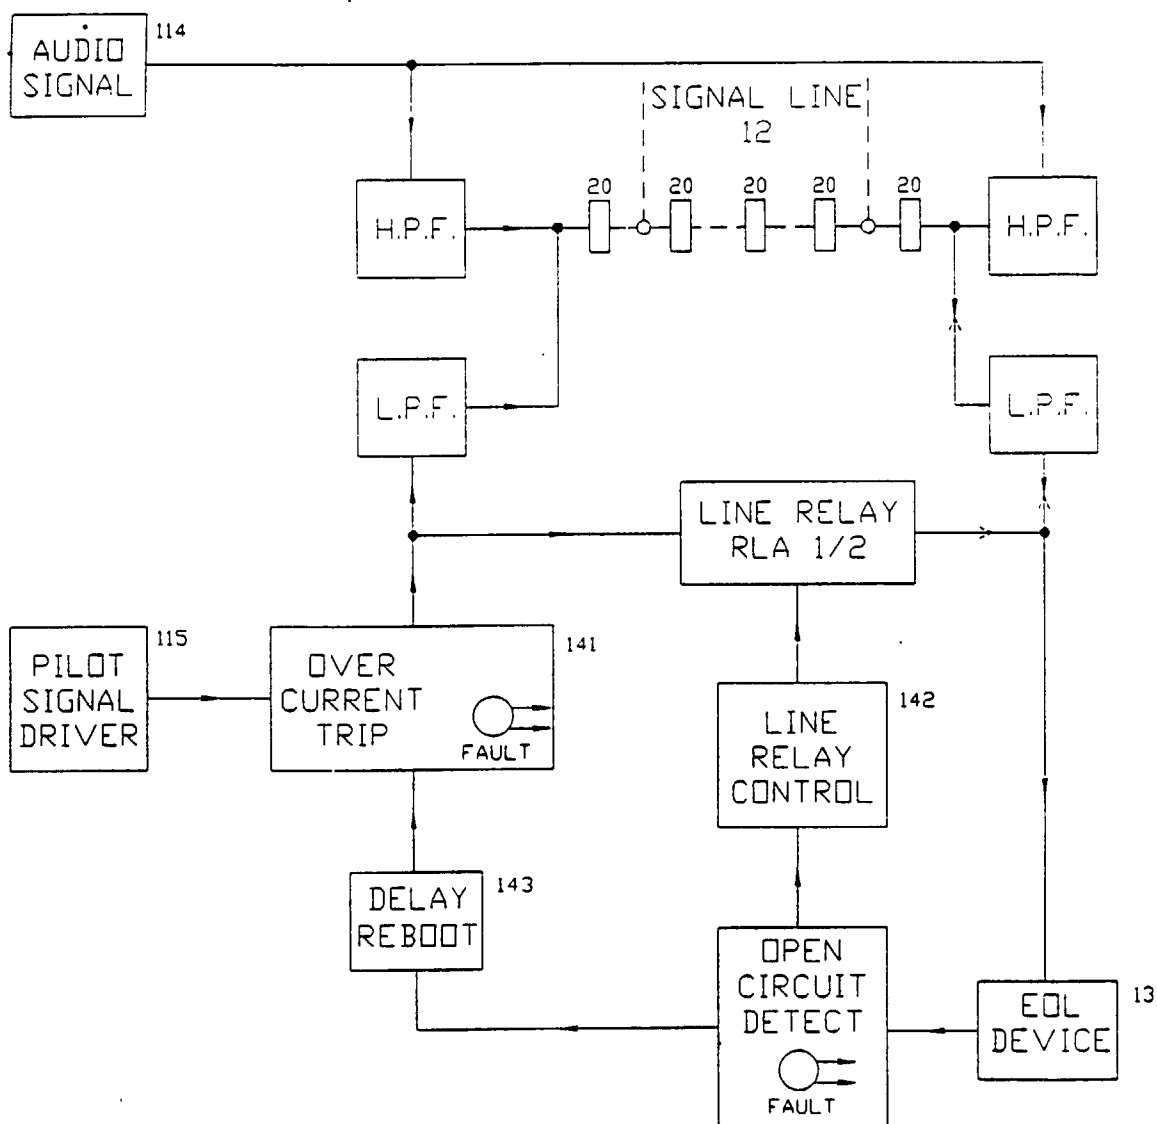 AUDIO
SIGNAL
114
SIGNAL LINE
12
20
20
20
20
20
H.P.F.
H.P.F.
L.P.F.
L.P.F.
LINE RELAY
RLA 1/2
PILOT
SIGNAL
DRIVER
115
OVER
CURRENT
TRIP
FAULT
141
LINE
RELAY
CONTROL
142
DELAY
REBOOT
143
OPEN
CIRCUIT
DETECT
FAULT
EOL
DEVICE
13